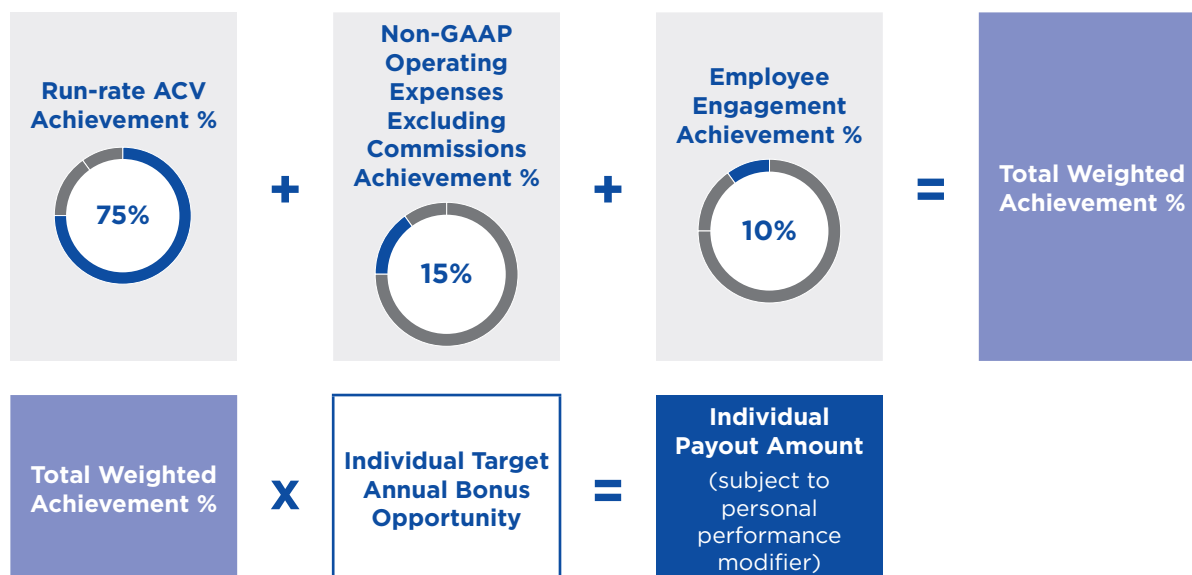 Run-rate ACV
Achievement %
75%
+
Non-GAAP
Operating
Expenses
Excluding
Commissions
Achievement %
15%
+
Employee
Engagement
Achievement %
10%
=
Total Weighted
Achievement %
Total Weighted
Achievement %
x
Individual Target
Annual Bonus
Opportunity
=
Individual
Payout Amount
(subject to
personal
performance
modifier)